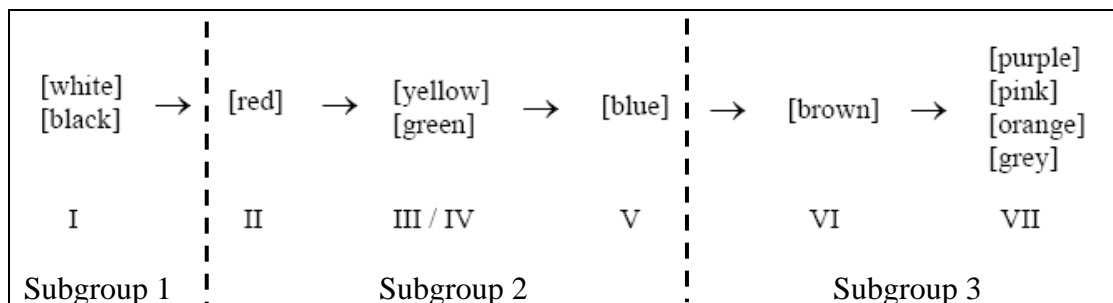 [white]
[black]
→
[red]
→
[yellow]
[green]
→
[blue]
→
[brown]
→
[purple]
[pink]
[orange]
[grey]
I II III / IV V VI VII
Subgroup 1 Subgroup 2 Subgroup 3